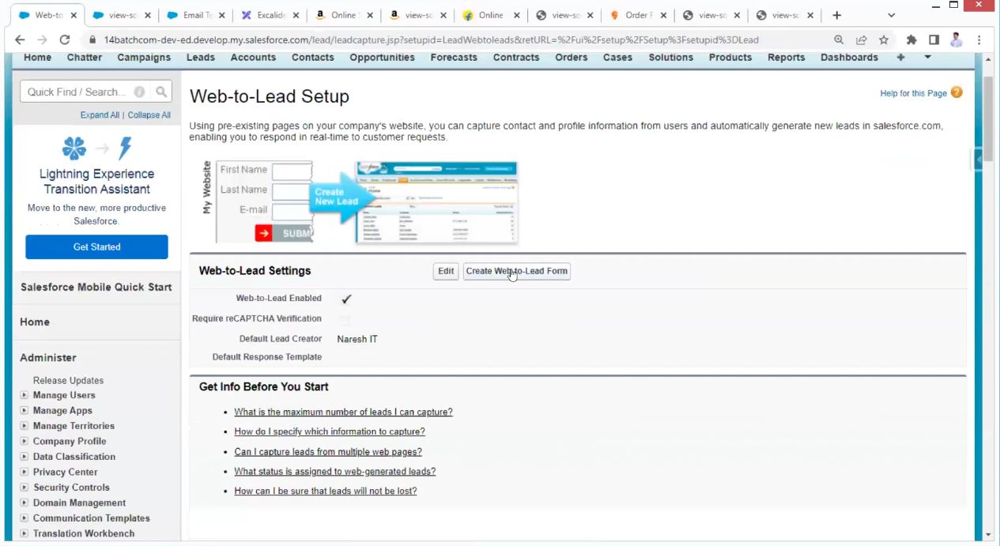 Web-to
view-so
Email Te
Excalidr
Online S
view-sc
Online
view-sc
Order F
view-sc
view-sc
14batchcom-dev-ed.develop.my.salesforce.com/lead/leadcapture.jsp?setupid=LeadWebtoleads&retURL=%2Fui%2Fsetup%2FSetup%3Fsetupid%3DLead
Home Chatter Campaigns Leads Accounts Contacts Opportunities Forecasts Contracts Orders Cases Solutions Products Reports Dashboards +
Quick Find / Search...
Expand All | Collapse All
Lightning Experience
Transition Assistant
Move to the new, more productive
Salesforce.
Get Started
Salesforce Mobile Quick Start
Home
Administer
Release Updates
Manage Users
Manage Apps
Manage Territories
Company Profile
Data Classification
Privacy Center
Security Controls
Domain Management
Communication Templates
Translation Workbench
Web-to-Lead Setup
Help for this Page ?
Using pre-existing pages on your company's website, you can capture contact and profile information from users and automatically generate new leads in salesforce.com,
enabling you to respond in real-time to customer requests.
My Website
First Name
Last Name
E-mail
SUBM
Create
New Lead
Web-to-Lead Settings
Edit
Create Web-to-Lead Form
Web-to-Lead Enabled
Require reCAPTCHA Verification
Default Lead Creator Naresh IT
Default Response Template
Get Info Before You Start
• What is the maximum number of leads I can capture?
• How do I specify which information to capture?
• Can I capture leads from multiple web pages?
• What status is assigned to web-generated leads?
• How can I be sure that leads will not be lost?